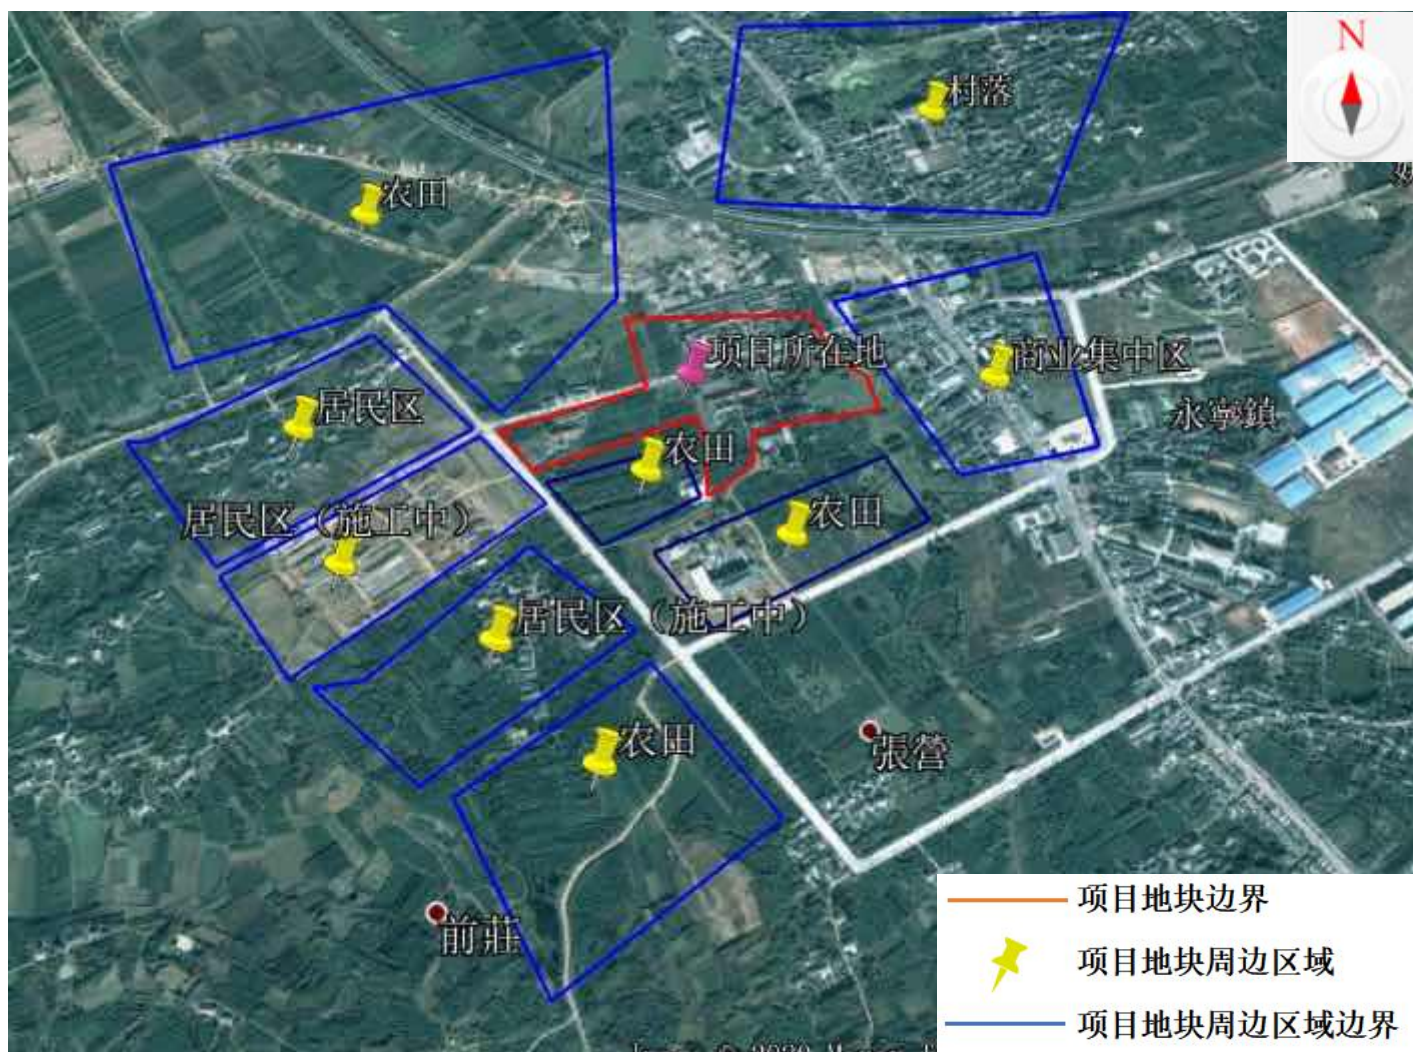 N
村落
农田
项目所在地
商业集中区
居民区
永寧鎮
农田
居民区（施工中）
农田
居民区（施工中）
农田
張营
前莊
项目地块边界
项目地块周边区域
项目地块周边区域边界